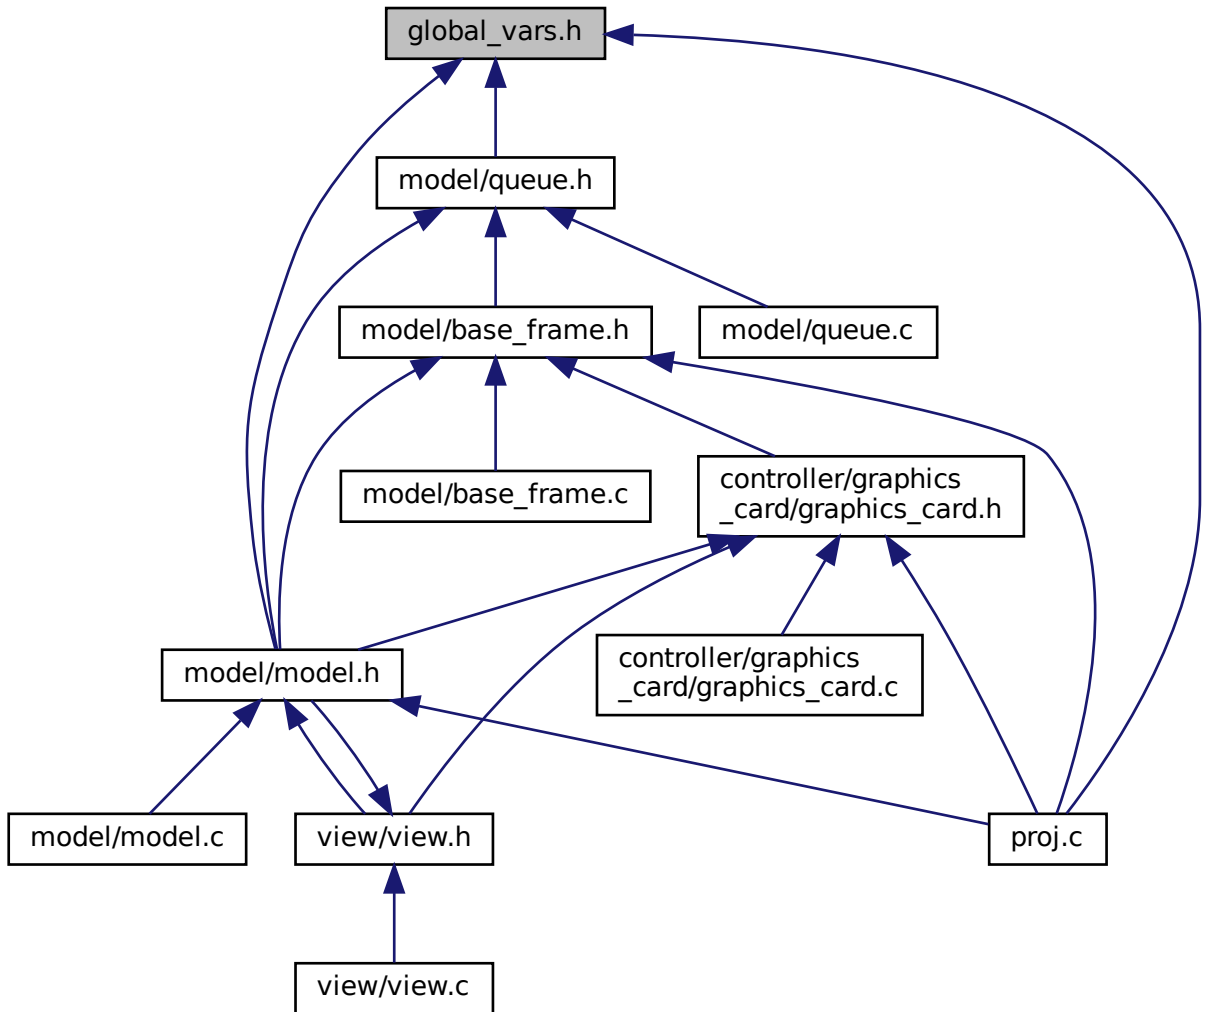 global_vars.h
model/queue.h
model/base_frame.h
model/queue.c
model/base_frame.c
controller/graphics
_card/graphics_card.h
controller/graphics
_card/graphics_card.c
model/model.h
model/model.c
view/view.h
proj.c
view/view.c